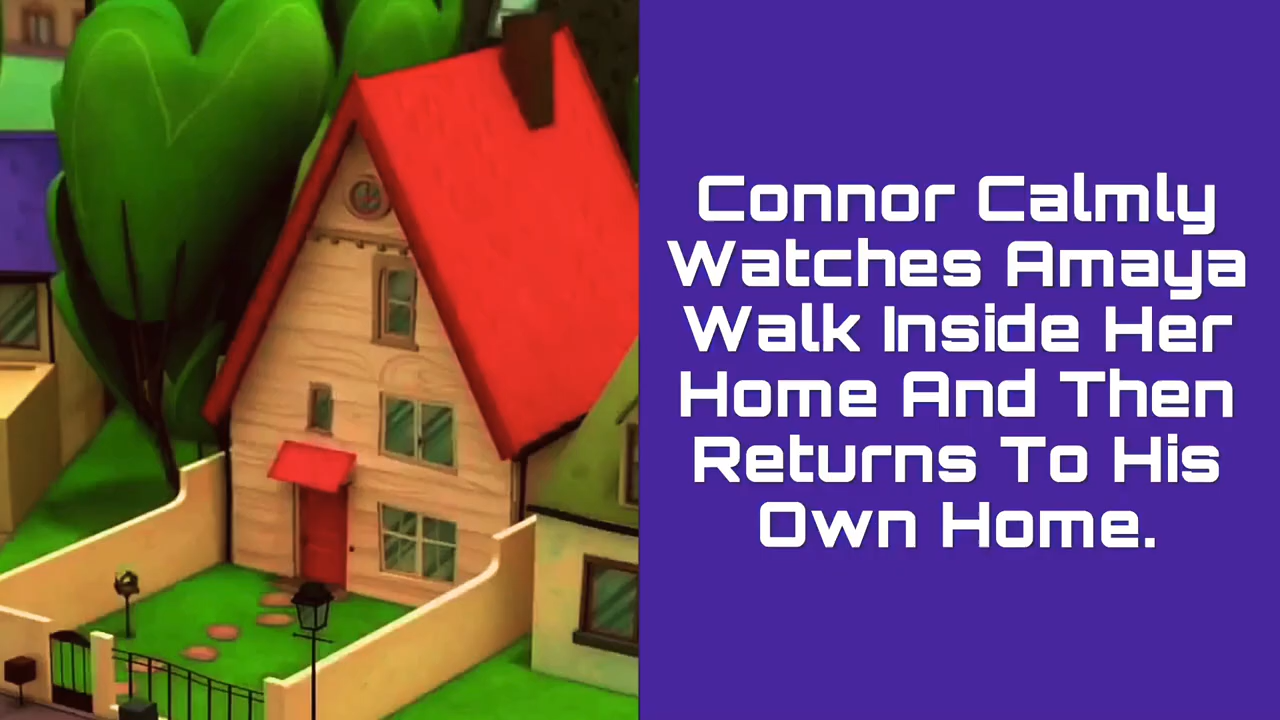 Connor Calmly
Watches Amaya
Walk Inside Her
Home And Then
Returns To His
Own Home.